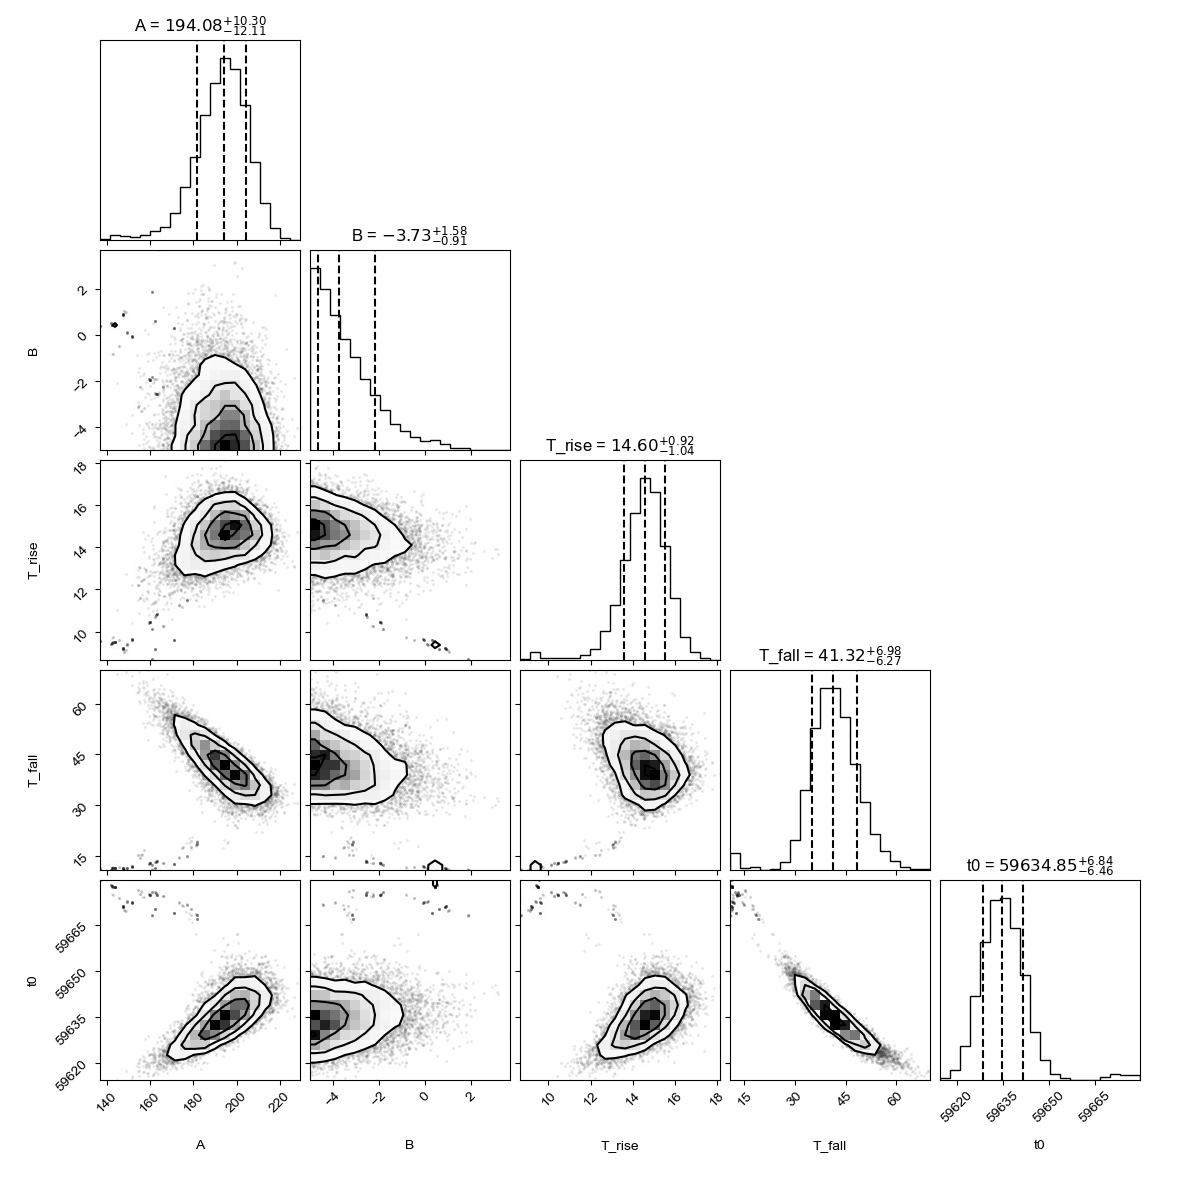 A = 194.08+10.30 −12.11
B = −3.73+1.58 −0.91
2
0
−2
−4
B
T_rise = 14.60+0.92 −1.04
18
16
14
12
10
T_rise
T_fall = 41.32+6.98 −6.27
60
45
30
15
T_fall
t0 = 59634.85+6.84 −6.46
59665
59650
59635
59620
t0
140 160 180 200 220 −4 −2 0 2 10 12 14 16 18 15 30 45 60 59620 59635 59650 59665
A B T_rise T_fall t0